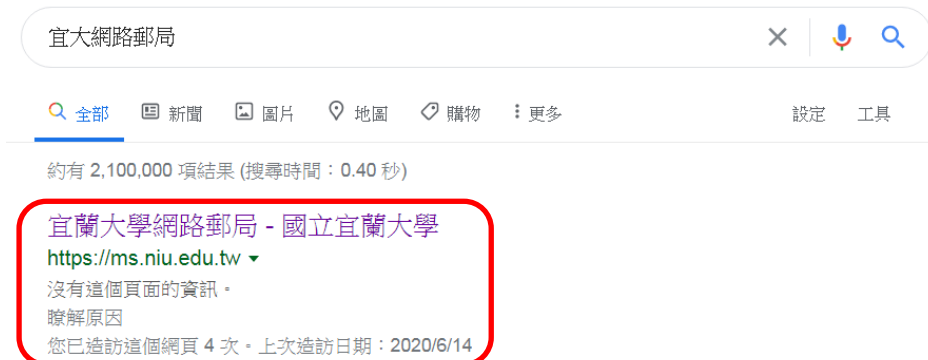 宜大網路郵局
全部 新聞 圖片 地圖 購物 更多 設定 工具
約有 2,100,000 項結果 (搜尋時間：0.40 秒)
宜蘭大學網路郵局 - 國立宜蘭大學
https://ms.niu.edu.tw
沒有這個頁面的資訊。
瞭解原因
您已造訪這個網頁 4 次。上次造訪日期：2020/6/14